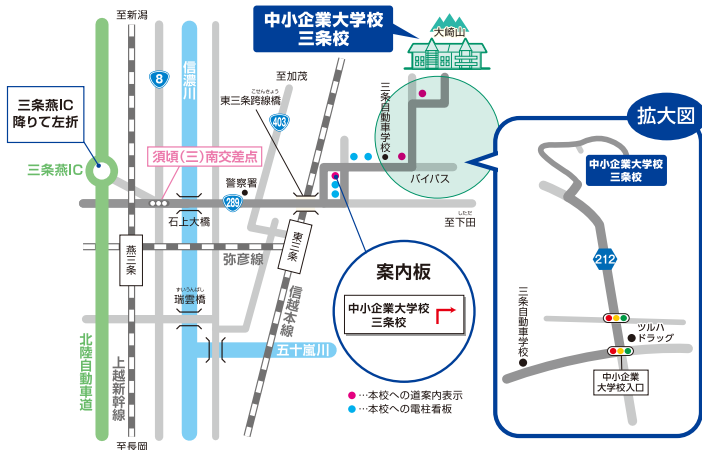 至新潟
8
信濃川
至加茂
こせんきょう
東三条跨線橋
403
中小企業大学校
三条校
大崎山
三条燕IC
降りて左折
三条燕IC
須頃(三)南交差点
警察署
289
石上大橋
三条自動車学校
バイパス
しただ
至下田
燕三条
弥彦線
東三条
ずいうんばし
瑞雲橋
信越本線
五十嵐川
北陸自動車道
上越新幹線
至長岡
案内板
中小企業大学校
三条校
…本校への道案内表示
…本校への電柱看板
拡大図
中小企業大学校
三条校
212
三条自動車学校
ツルハ
ドラッグ
中小企業
大学校入口